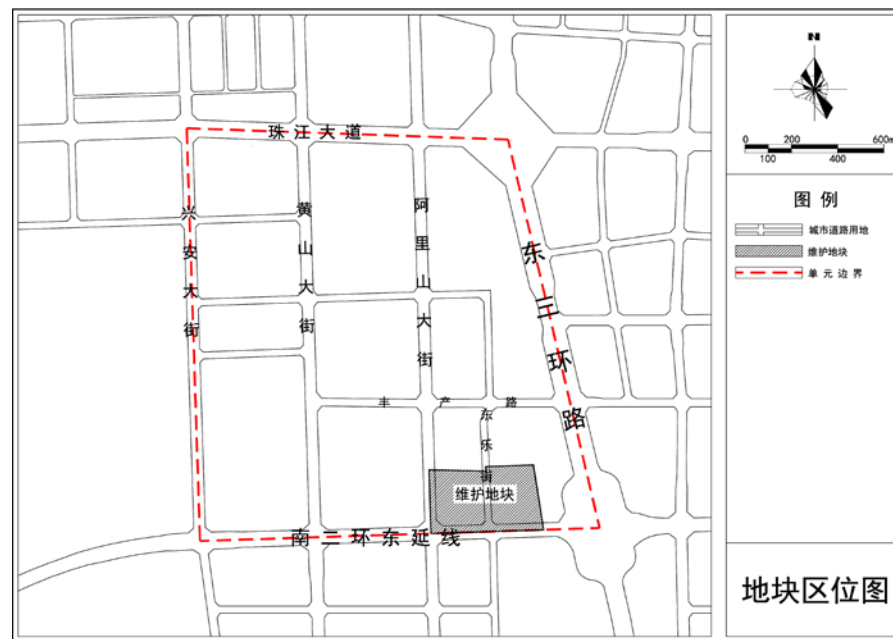 珠江大道
兴安大街
黄山大街
阿里山大街
东三环路
丰产路
东乐街
维护地块
南二环东延线
N
0 200 600m
100 400
图例
城市道路用地
维护地块
单元边界
地块区位图